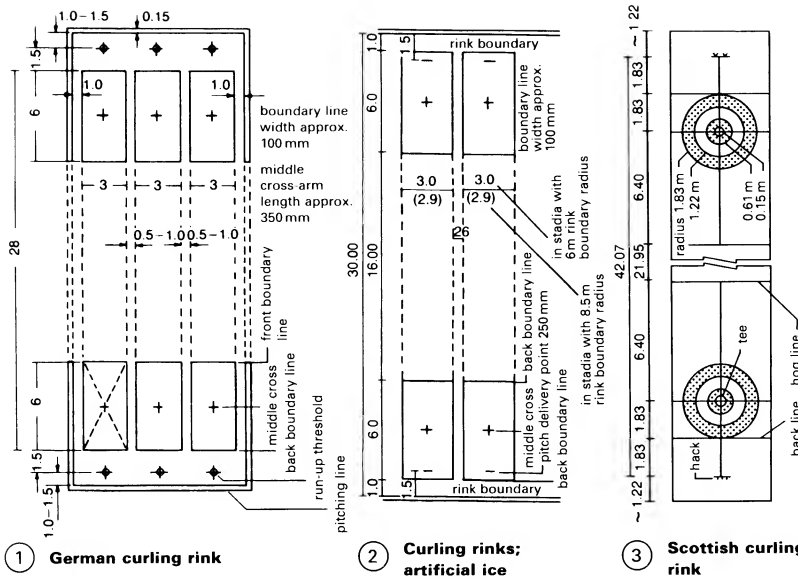 1.0–1.5
0.15
1.5
1.0
1.0
6
boundary line
width approx.
100 mm
middle
cross-arm
length approx.
350 mm
3
3
3
0.5–1.0
0.5–1.0
28
front boundary
line
middle cross
back boundary line
run-up threshold
pitching line
6
1.5
1.0–1.5
1 German curling rink
1.0
1.5
rink boundary
6.0
boundary line
width approx.
100 mm
3.0
(2.9)
3.0
(2.9)
26
in stadia with
6 m rink
boundary radius
30.00
16.00
in stadia with 8.5 m
rink boundary radius
back boundary line
middle cross
pitch delivery point 250 mm
back boundary line
6.0
1.0
1.5
rink boundary
2 Curling rinks;
artificial ice
~ 1 22
1.83
1.83
radius 1.83 m
1.22 m
0.61 m
0.15 m
6.40
42.07
21.95
6.40
tee
hog line
back line
1.83
1.83
hack
~ 1.22
3 Scottish curling
rink